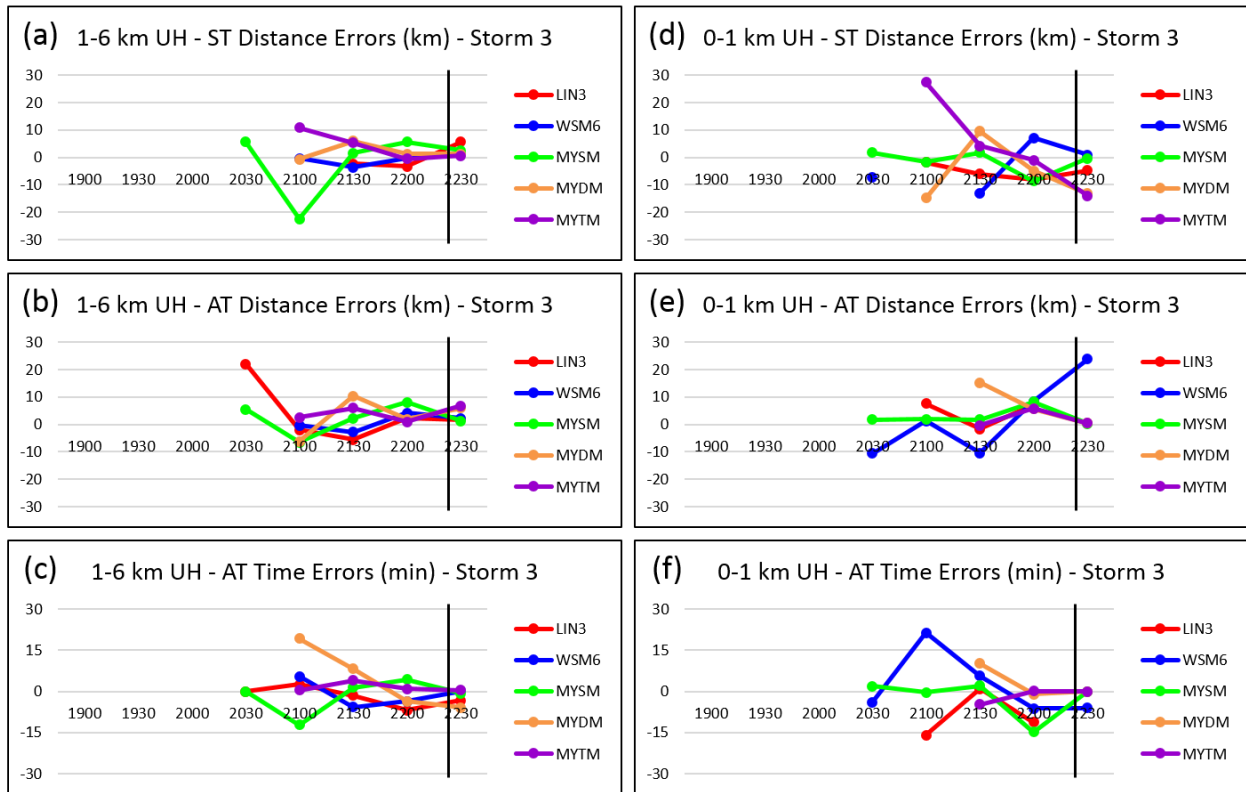 (a) 1-6 km UH - ST Distance Errors (km) - Storm 3
30
20
10
0
-10
-20
-30
1900 1930 2000 2030 2100 2130 2200 2230
LIN3
WSM6
MYSM
MYDM
MYTM
(b) 1-6 km UH - AT Distance Errors (km) - Storm 3
30
20
10
0
-10
-20
-30
1900 1930 2000 2030 2100 2130 2200 2230
LIN3
WSM6
MYSM
MYDM
MYTM
(c) 1-6 km UH - AT Time Errors (min) - Storm 3
30
15
0
-15
-30
1900 1930 2000 2030 2100 2130 2200 2230
LIN3
WSM6
MYSM
MYDM
MYTM
(d) 0-1 km UH - ST Distance Errors (km) - Storm 3
30
20
10
0
-10
-20
-30
1900 1930 2000 2030 2100 2130 2200 2230
LIN3
WSM6
MYSM
MYDM
MYTM
(e) 0-1 km UH - AT Distance Errors (km) - Storm 3
30
20
10
0
-10
-20
-30
1900 1930 2000 2030 2100 2130 2200 2230
LIN3
WSM6
MYSM
MYDM
MYTM
(f) 0-1 km UH - AT Time Errors (min) - Storm 3
30
15
0
-15
-30
1900 1930 2000 2030 2100 2130 2200 2230
LIN3
WSM6
MYSM
MYDM
MYTM